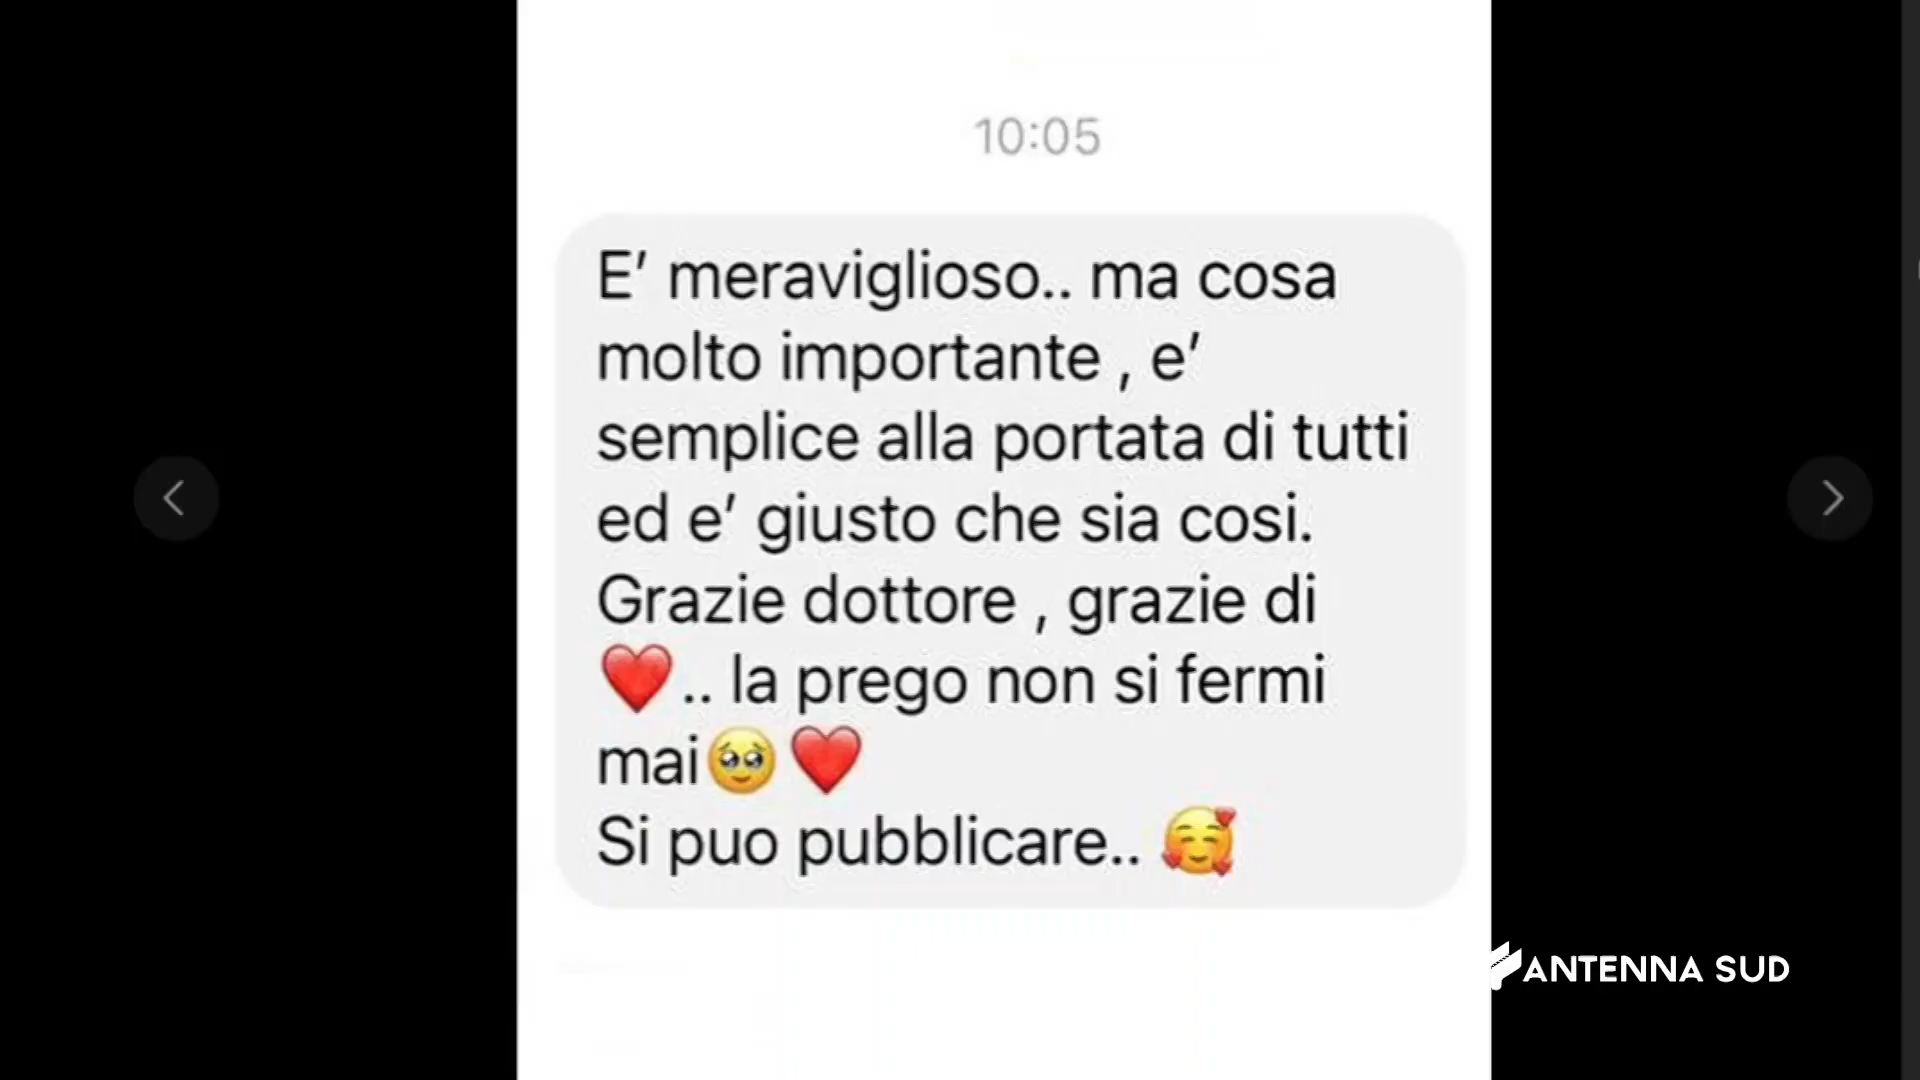 10:05
E' meraviglioso.. ma cosa
molto importante , e'
semplice alla portata di tutti
ed e' giusto che sia cosi.
Grazie dottore , grazie di
❤️.. la prego non si fermi
mai🥹❤️
Si puo pubblicare.. 🥰
ANTENNA SUD